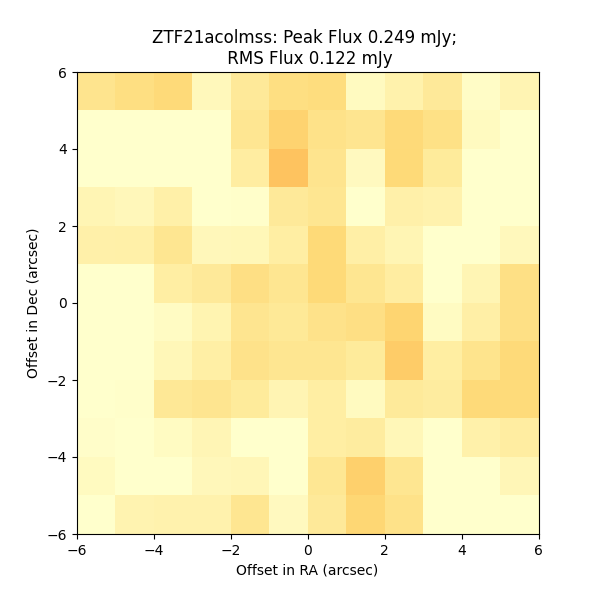 ZTF21acolmss: Peak Flux 0.249 mJy;
RMS Flux 0.122 mJy
6
4
2
0
−2
−4
−6
Offset in Dec (arcsec)
−6 −4 −2 0 2 4 6
Offset in RA (arcsec)